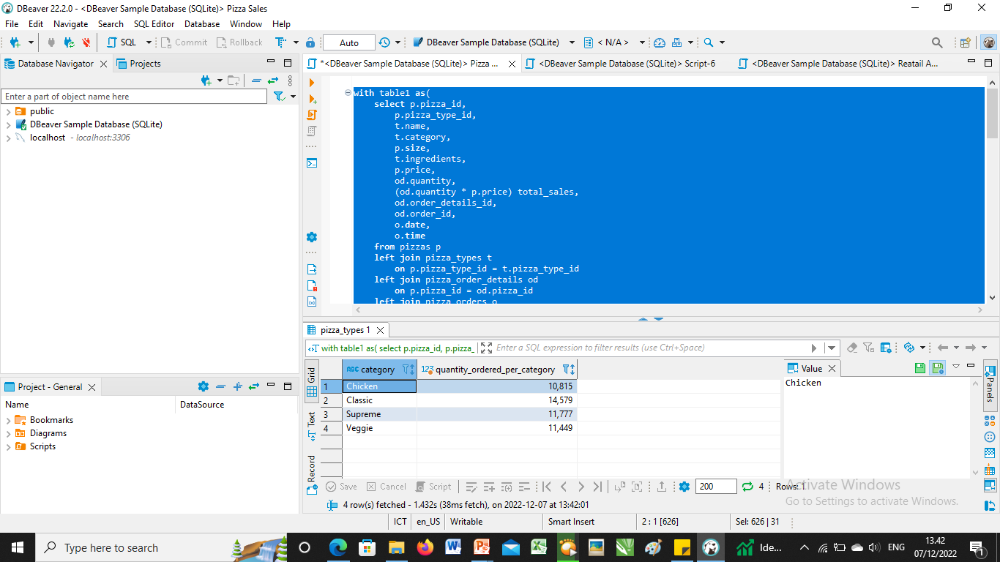 DBeaver 22.2.0 - <DBeaver Sample Database (SQLite)> Pizza Sales
File Edit Navigate Search SQL Editor Database Window Help
SQL Commit Rollback Auto DBeaver Sample Database (SQLite) < N/A >
Database Navigator Projects
*<DBeaver Sample Database (SQLite)> Pizza ... <DBeaver Sample Database (SQLite)> Script-6 <DBeaver Sample Database (SQLite)> Reatail A...
Enter a part of object name here
public
DBeaver Sample Database (SQLite)
localhost - localhost:3306
with table1 as(
select p.pizza_id,
p.pizza_type_id,
t.name,
t.category,
p.size,
t.ingredients,
p.price,
od.quantity,
(od.quantity * p.price) total_sales,
od.order_details_id,
od.order_id,
o.date,
o.time
from pizzas p
left join pizza_types t
on p.pizza_type_id = t.pizza_type_id
left join pizza_order_details od
on p.pizza_id = od.pizza_id
left join pizza orders o
Project - General
Name DataSource
Bookmarks
Diagrams
Scripts
pizza_types 1
with table1 as( select p.pizza_id, p.pizza_ Enter a SQL expression to filter results (use Ctrl+Space)
Grid
Text
Record
ABC category 123 quantity_ordered_per_category
1 Chicken 10,815
2 Classic 14,579
3 Supreme 11,777
4 Veggie 11,449
Value
Chicken
Panels
Save Cancel Script 200 4 Rows: 1
4 row(s) fetched - 1.432s (38ms fetch), on 2022-12-07 at 13:42:01
Activate Windows
Go to Settings to activate Windows.
ICT en_US Writable Smart Insert 2 : 1 [626] Sel: 626 | 31
Type here to search
Ide...
ENG
13.42
07/12/2022
1